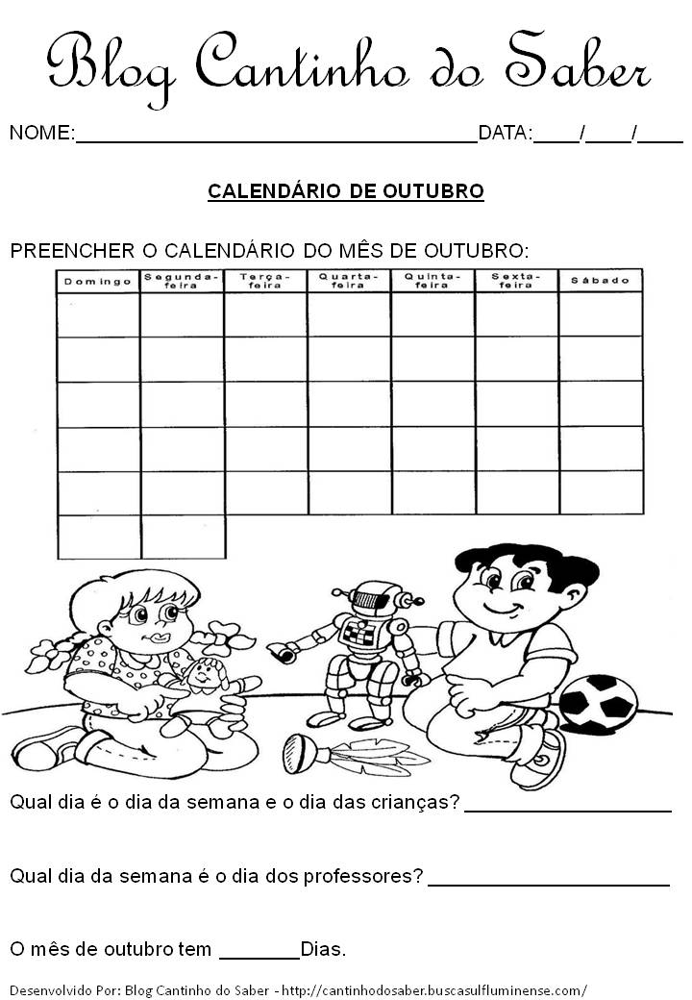 Blog Cantinho do Saber
NOME:___________________________________DATA:____/____/____
CALENDÁRIO DE OUTUBRO
PREENCHER O CALENDÁRIO DO MÊS DE OUTUBRO:
Domingo Segunda-feira Terça-feira Quarta-feira Quinta-feira Sexta-feira Sábado
Qual dia é o dia da semana e o dia das crianças? __________________
Qual dia da semana é o dia dos professores? _____________________
O mês de outubro tem _______Dias.
Desenvolvido Por: Blog Cantinho do Saber - http://cantinhodosaber.buscasulfluminense.com/